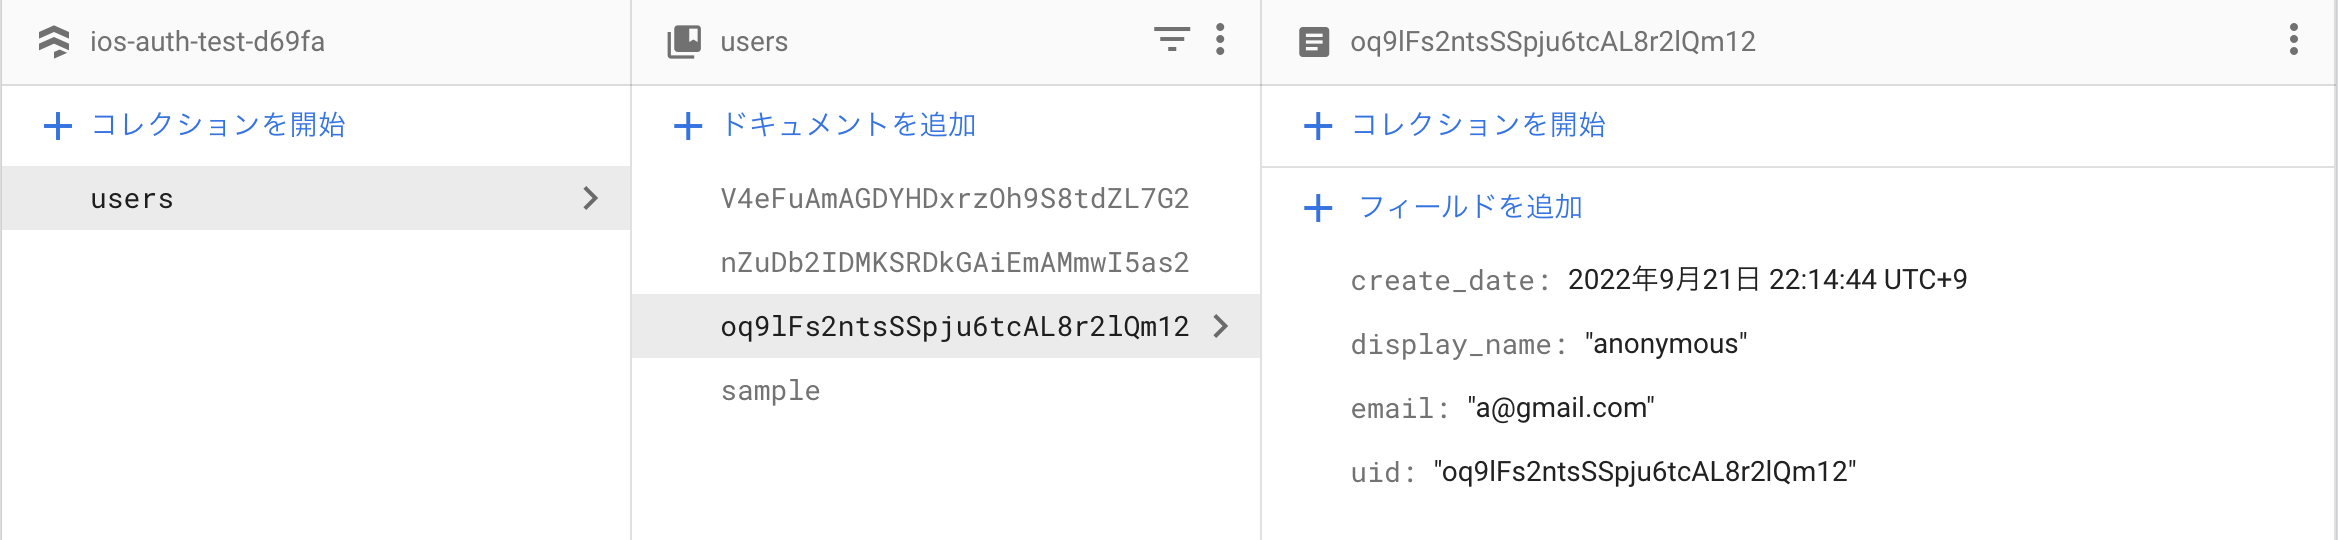 ios-auth-test-d69fa
コレクションを開始
users
users
ドキュメントを追加
V4eFuAmAGDYHDxrzOh9S8tdZL7G2
nZuDb2IDMKSRDkGAiEmAMmwI5as2
oq9lFs2ntsSSpju6tcAL8r2lQm12
sample
oq9lFs2ntsSSpju6tcAL8r2lQm12
コレクションを開始
フィールドを追加
create_date: 2022年9月21日 22:14:44 UTC+9
display_name: "anonymous"
email: "a@gmail.com"
uid: "oq9lFs2ntsSSpju6tcAL8r2lQm12"